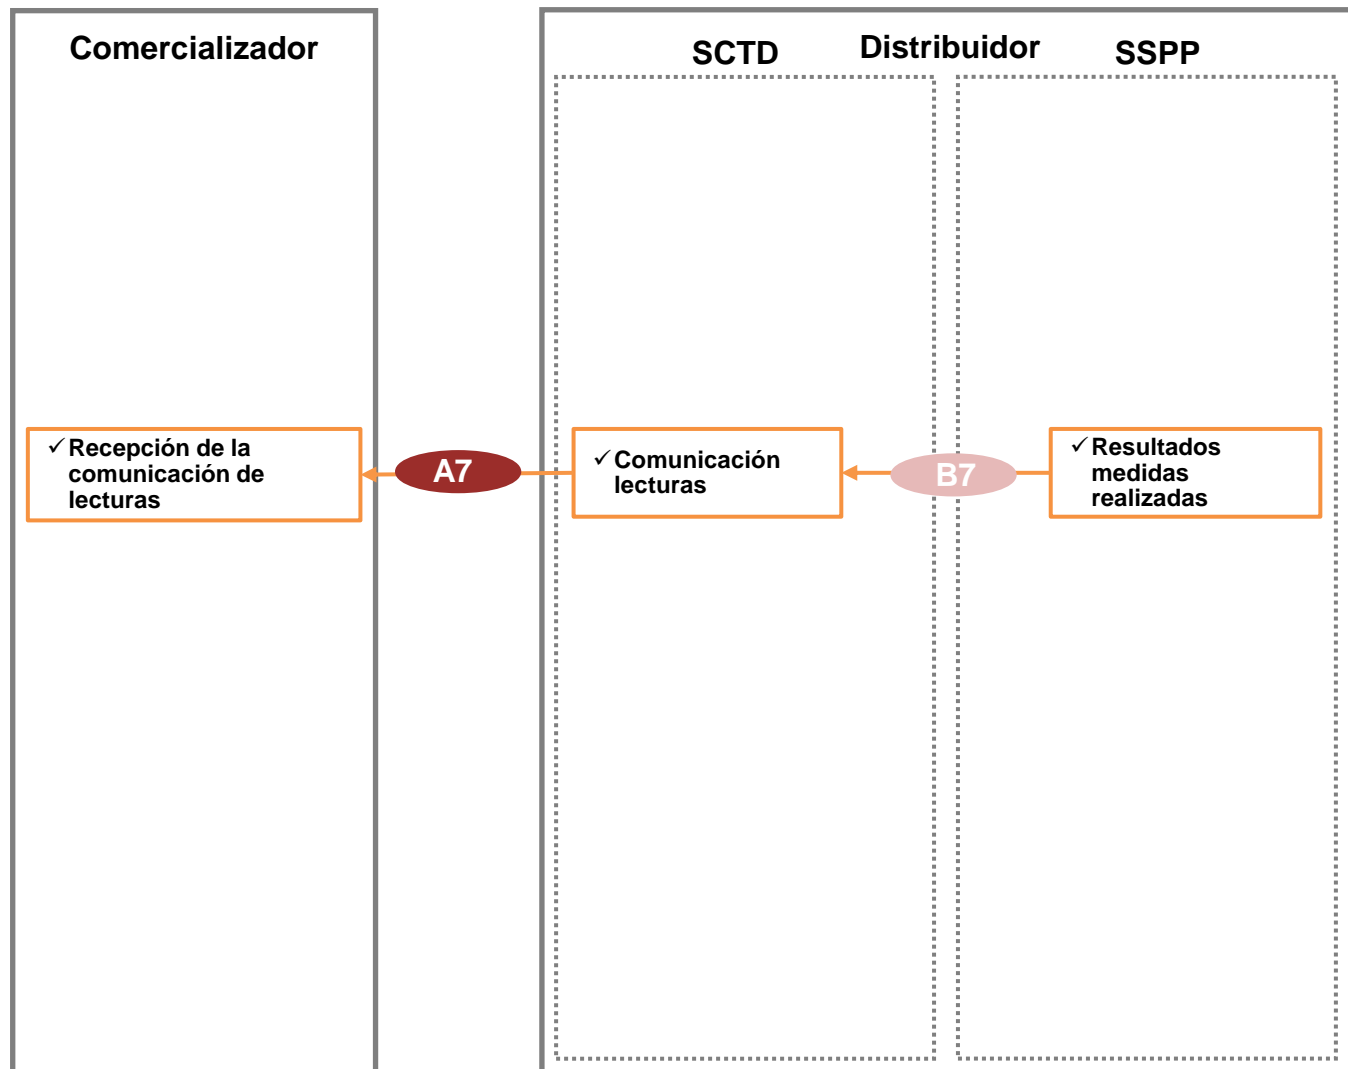 Comercializador
SCTD
Distribuidor
SSPP
✓ Recepción de la
comunicación de
lecturas
A7
✓ Comunicación
lecturas
B7
✓ Resultados
medidas
realizadas